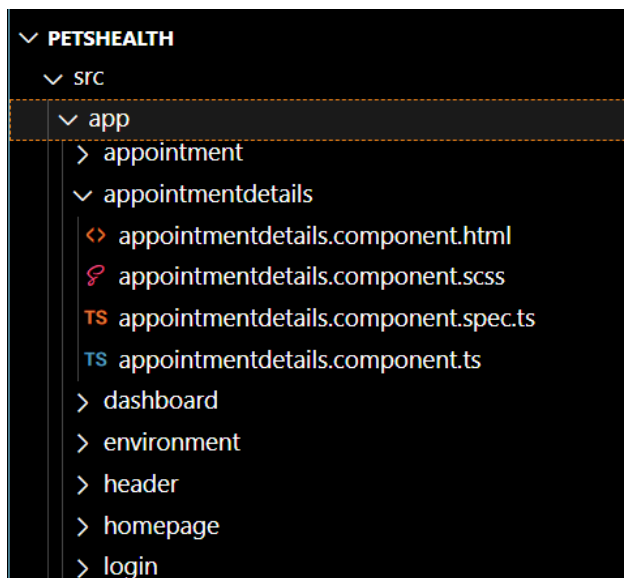 PETSHEALTH
src
app
appointment
appointmentdetails
<> appointmentdetails.component.html
appointmentdetails.component.scss
TS appointmentdetails.component.spec.ts
TS appointmentdetails.component.ts
dashboard
environment
header
homepage
login